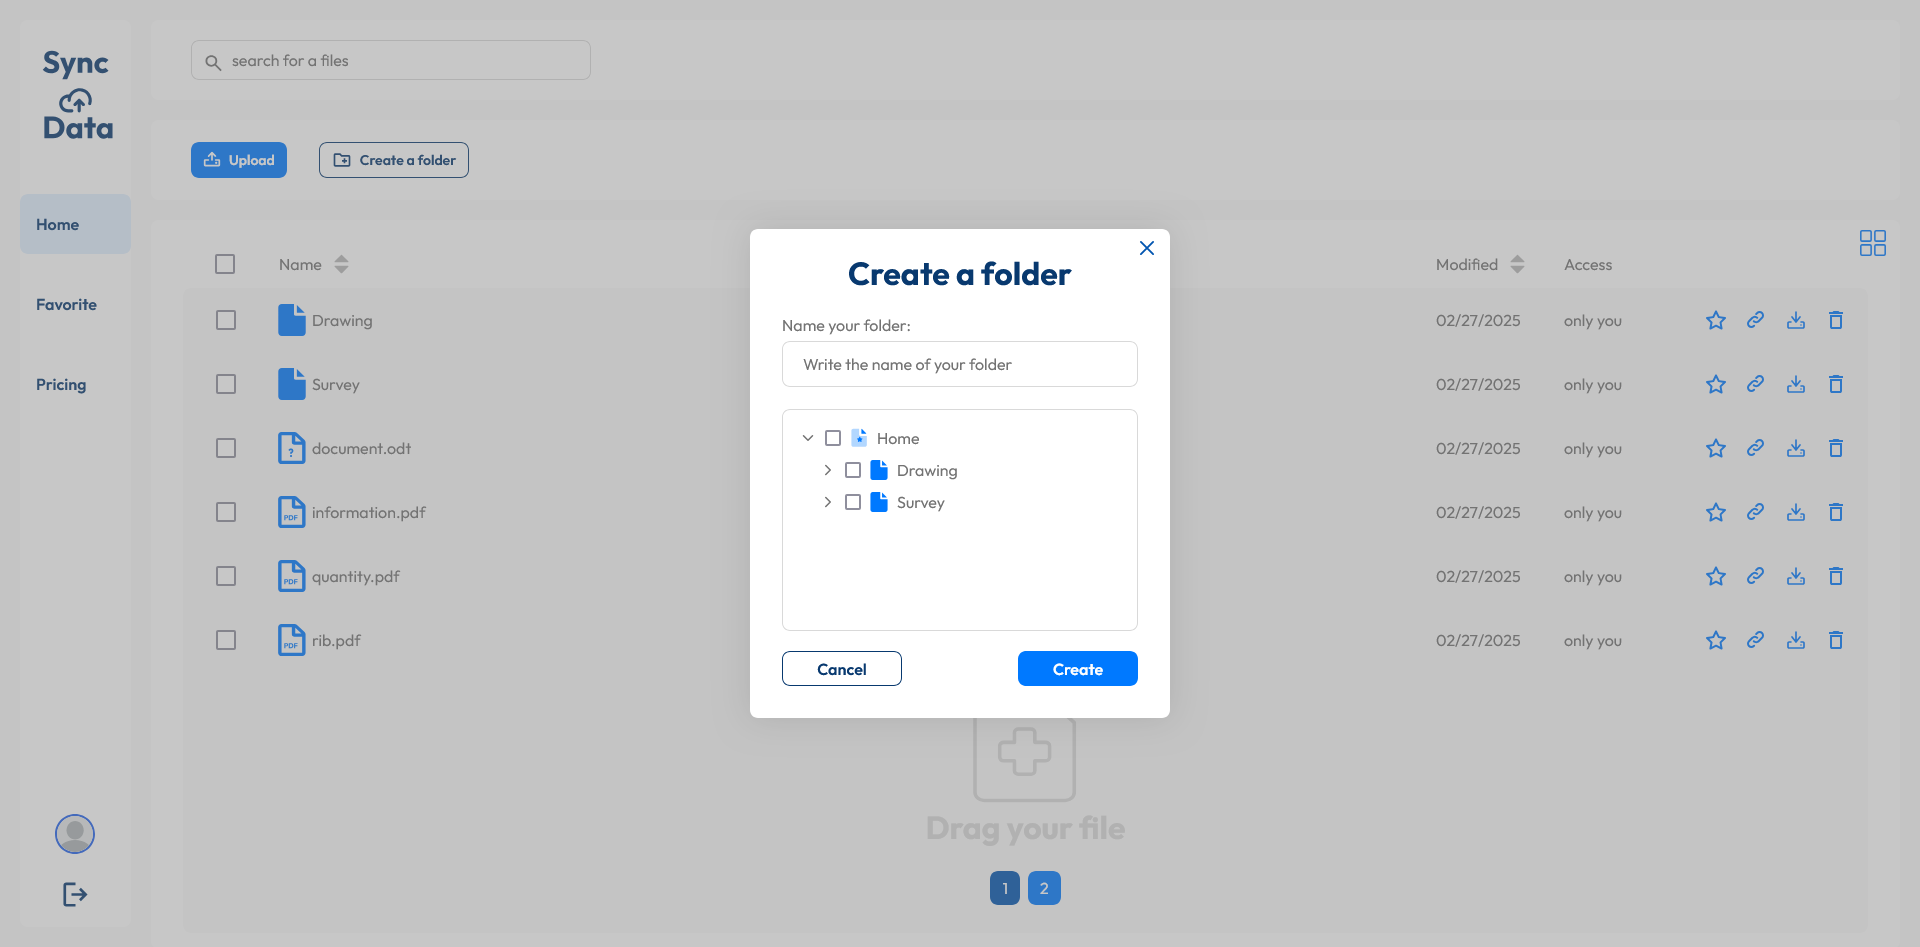 Sync
Data
search for a files
Upload
Create a folder
Home
Favorite
Pricing
Name
Modified
Access
Drawing
02/27/2025
only you
Survey
02/27/2025
only you
?
document.odt
02/27/2025
only you
PDF
information.pdf
02/27/2025
only you
PDF
quantity.pdf
02/27/2025
only you
PDF
rib.pdf
02/27/2025
only you
Create a folder
Name your folder:
Write the name of your folder
Home
Drawing
Survey
Cancel
Create
Drag your file
1
2